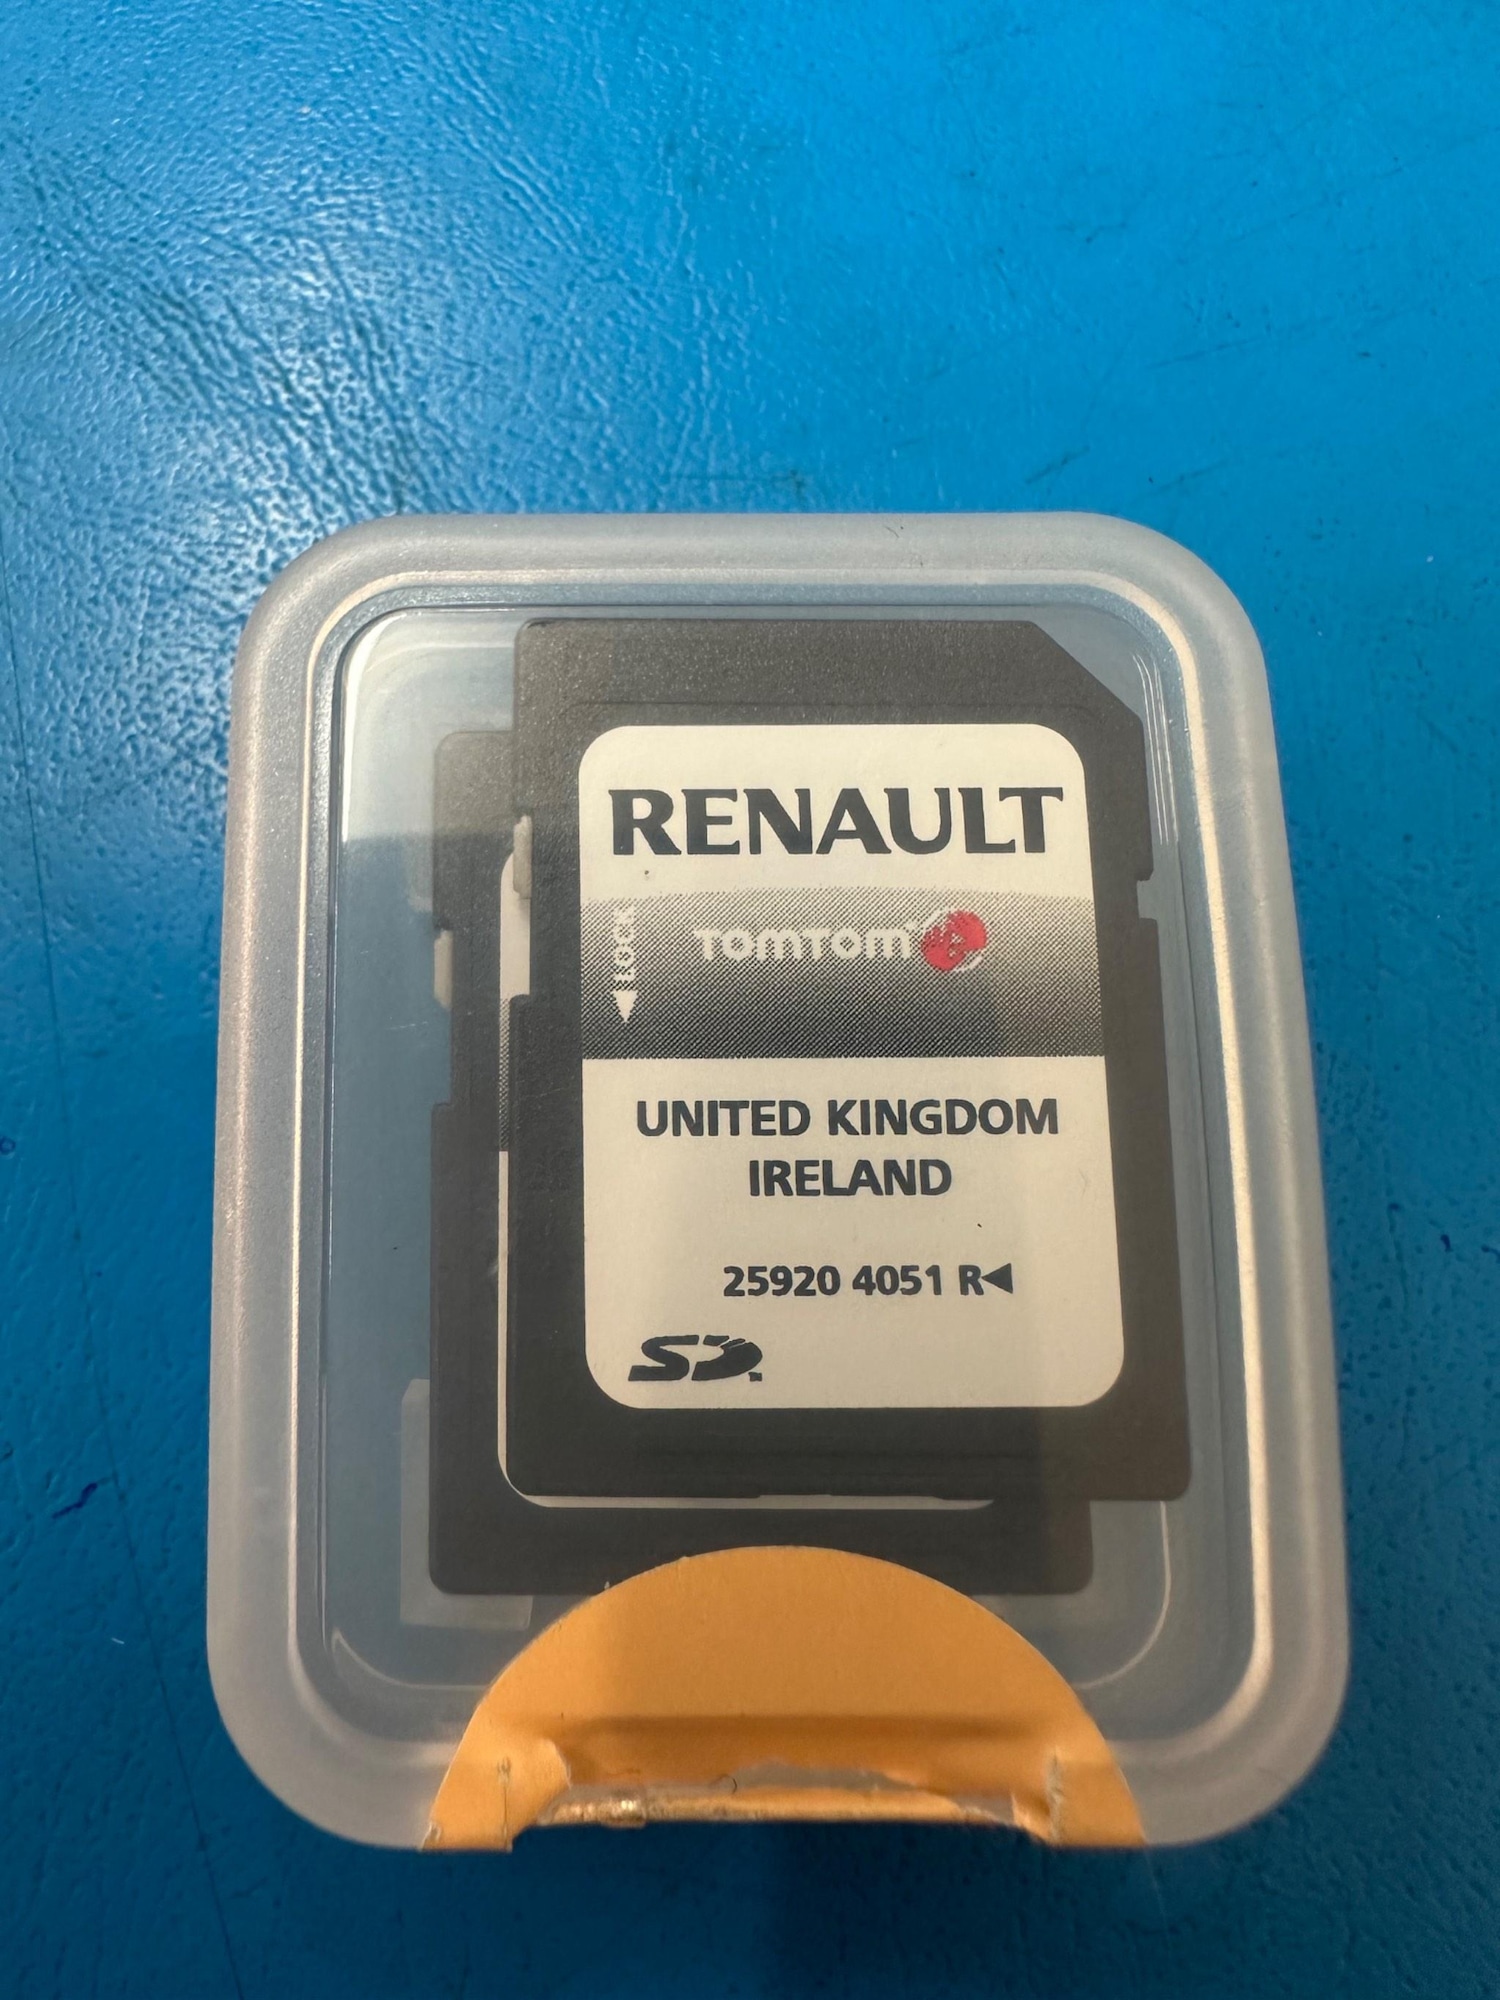 RENAULT
LOCK
TOMTOM
UNITED KINGDOM
IRELAND
25920 4051 R◀
SD